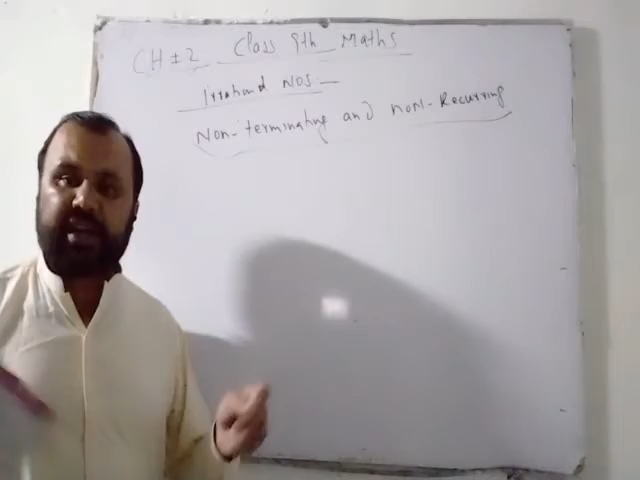 CH # 2 Class 9th Maths
Irrational NOS :-
Non-terminating and NON-Recurring